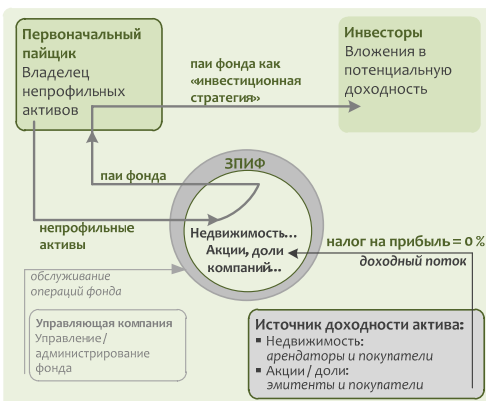 Первоначальный
пайщик
Владелец
непрофильных
активов
Инвесторы
Вложения в
потенциальную
доходность
паи фонда как
«инвестиционная
стратегия»
ЗПИФ
паи фонда
непрофильные
активы
Недвижимость...
Акции, доли
компаний...
налог на прибыль = 0 %
доходный поток
обслуживание
операций фонда
Управляющая компания
Управление/
администрирование
фонда
Источник доходности актива:
▪ Недвижимость:
арендаторы и покупатели
▪ Акции / доли:
эмитенты и покупатели